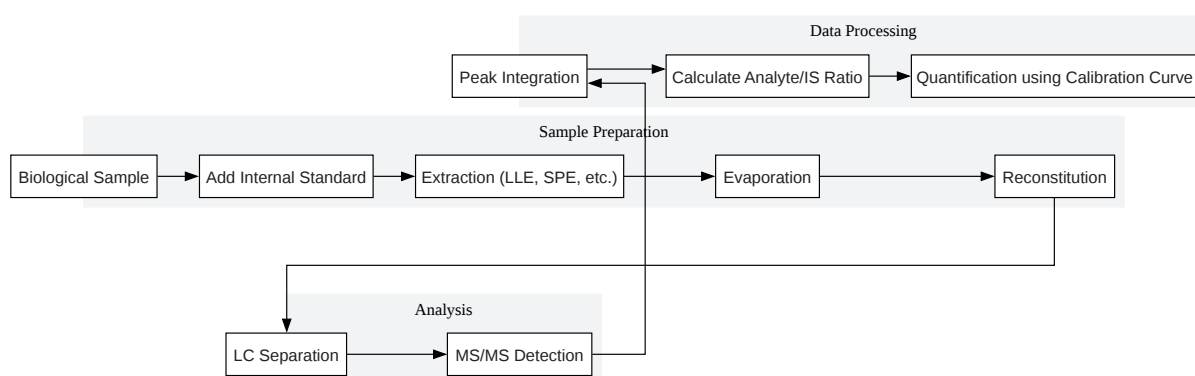 Data Processing
Peak Integration
Calculate Analyte/IS Ratio
Quantification using Calibration Curve
Sample Preparation
Biological Sample
Add Internal Standard
Extraction (LLE, SPE, etc.)
Evaporation
Reconstitution
Analysis
LC Separation
MS/MS Detection